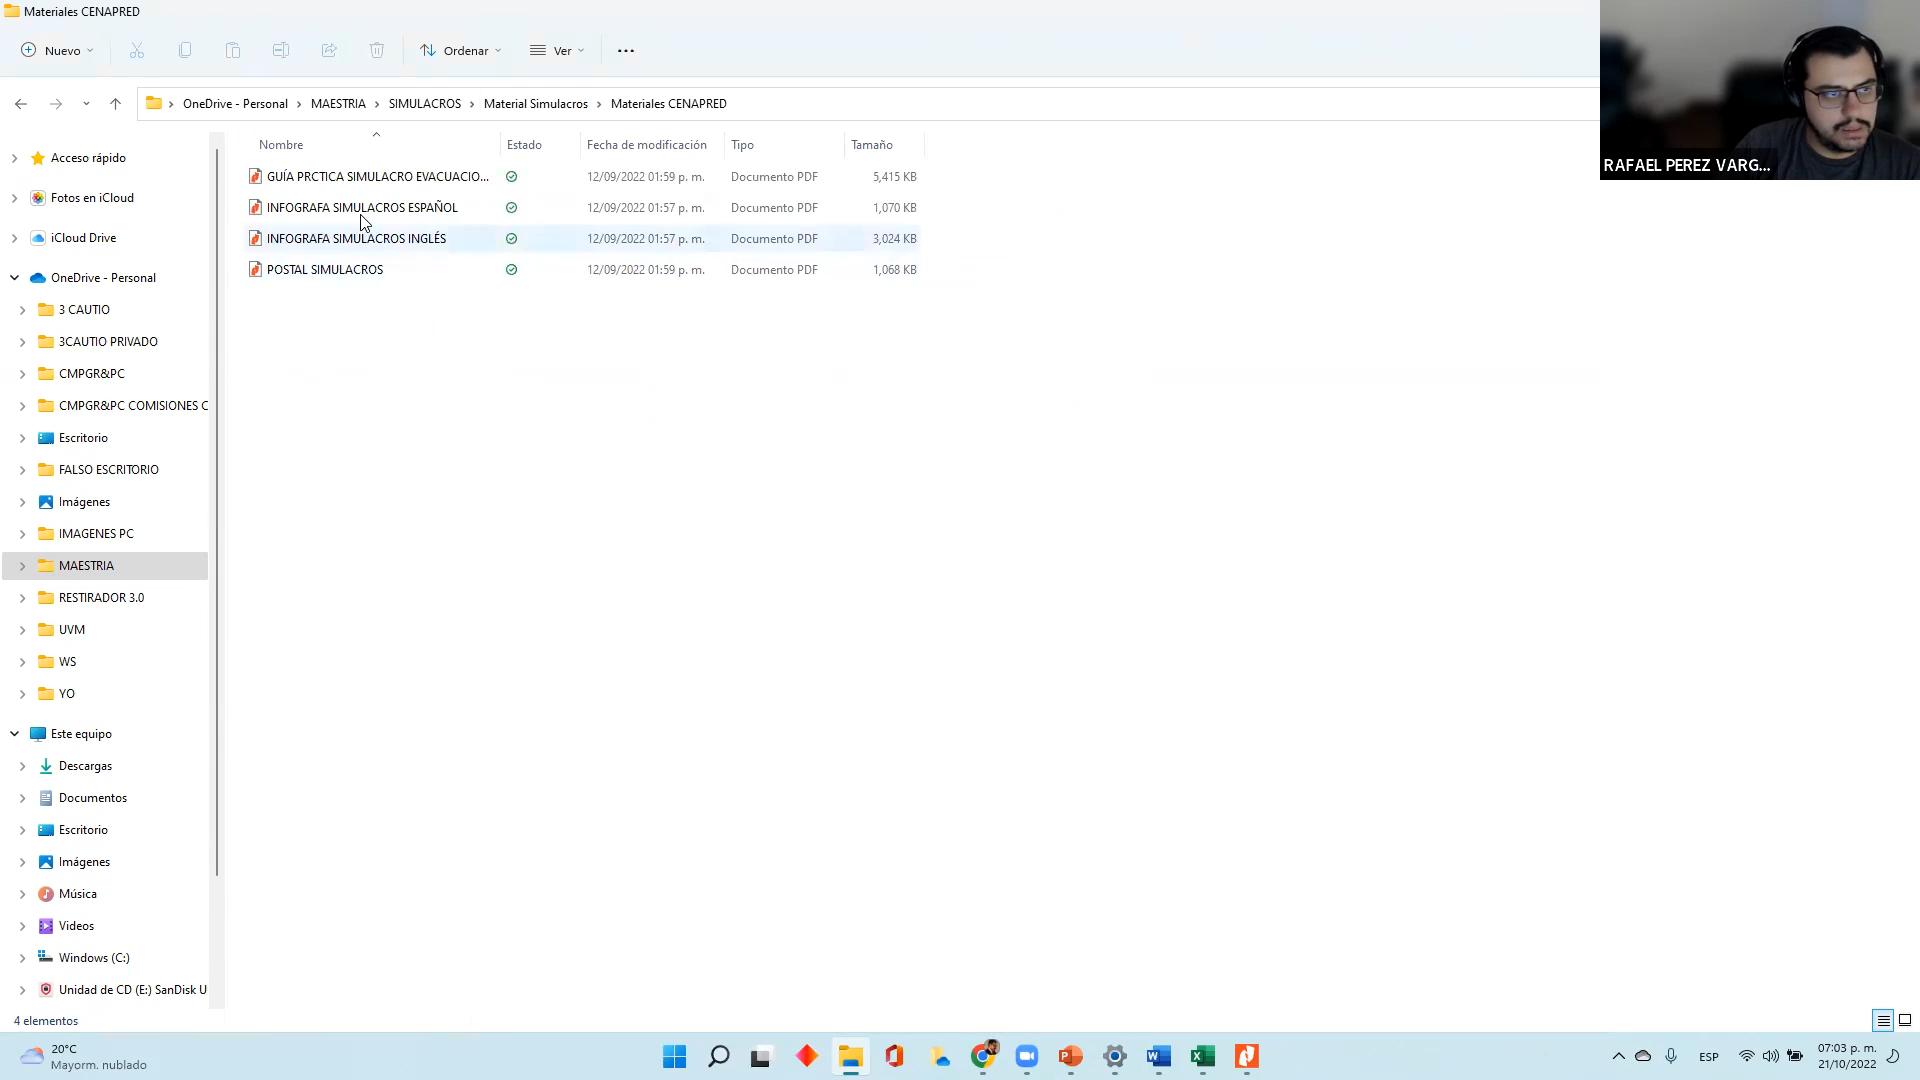 Materiales CENAPRED
Nuevo
Ordenar
Ver
OneDrive - Personal > MAESTRIA > SIMULACROS > Material Simulacros > Materiales CENAPRED
RAFAEL PEREZ VARG...
Nombre Estado Fecha de modificación Tipo Tamaño
GUÍA PRCTICA SIMULACRO EVACUACIO... 12/09/2022 01:59 p. m. Documento PDF 5,415 KB
INFOGRAFA SIMULACROS ESPAÑOL 12/09/2022 01:57 p. m. Documento PDF 1,070 KB
INFOGRAFA SIMULACROS INGLÉS 12/09/2022 01:57 p. m. Documento PDF 3,024 KB
POSTAL SIMULACROS 12/09/2022 01:59 p. m. Documento PDF 1,068 KB
Acceso rápido
Fotos en iCloud
iCloud Drive
OneDrive - Personal
3 CAUTIO
3CAUTIO PRIVADO
CMPGR&PC
CMPGR&PC COMISIONES C
Escritorio
FALSO ESCRITORIO
Imágenes
IMAGENES PC
MAESTRIA
RESTIRADOR 3.0
UVM
WS
YO
Este equipo
Descargas
Documentos
Escritorio
Imágenes
Música
Videos
Windows (C:)
Unidad de CD (E:) SanDisk U
4 elementos
20°C
Mayorm. nublado
ESP
07:03 p. m.
21/10/2022